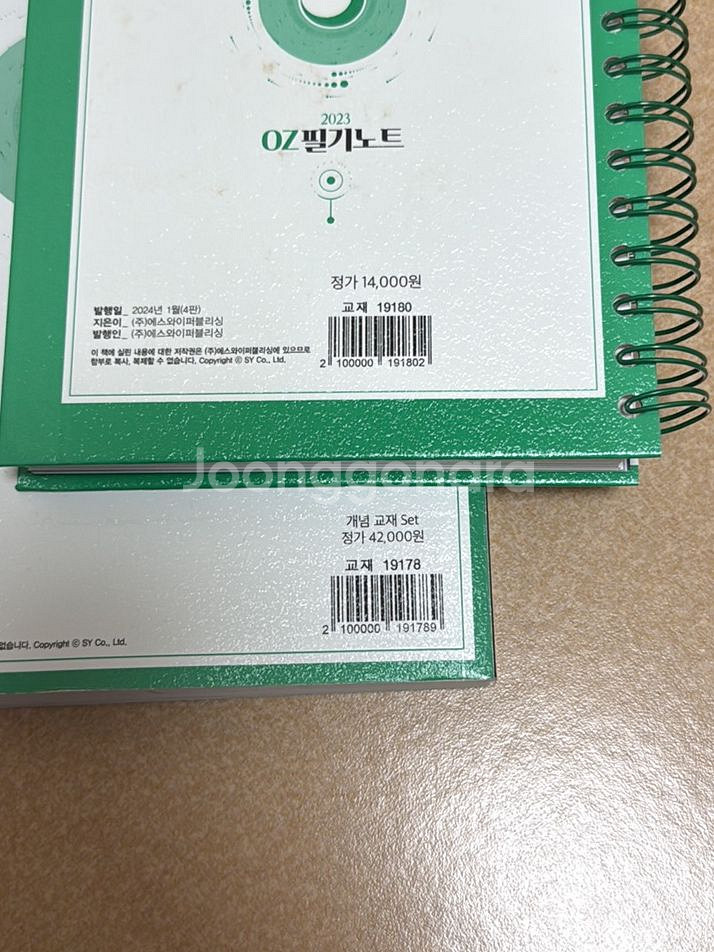 2023
OZ필기노트
정가 14,000원
교재 19180
2 100000 191802
발행일_ 2024년 1월(4판)
지은이_ (주)에스와이퍼블리싱
발행인_ (주)에스와이퍼블리싱
이 책에 실린 내용에 대한 저작권은 (주)에스와이퍼블리싱에 있으므로
함부로 복사, 복제할 수 없습니다. Copyright ⓒ SY Co., Ltd.
Joonggonara
개념 교재 Set
정가 42,000원
교재 19178
2 100000 191789
없습니다. Copyright ⓒ SY Co., Ltd.